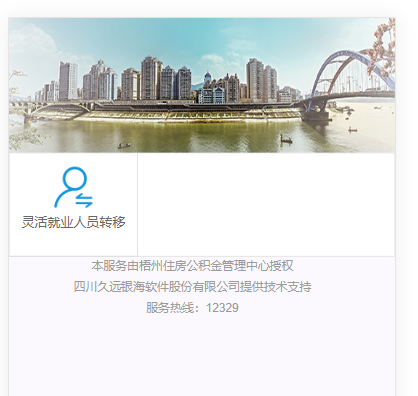 灵活就业人员转移
本服务由梧州住房公积金管理中心授权
四川久远银海软件股份有限公司提供技术支持
服务热线：12329